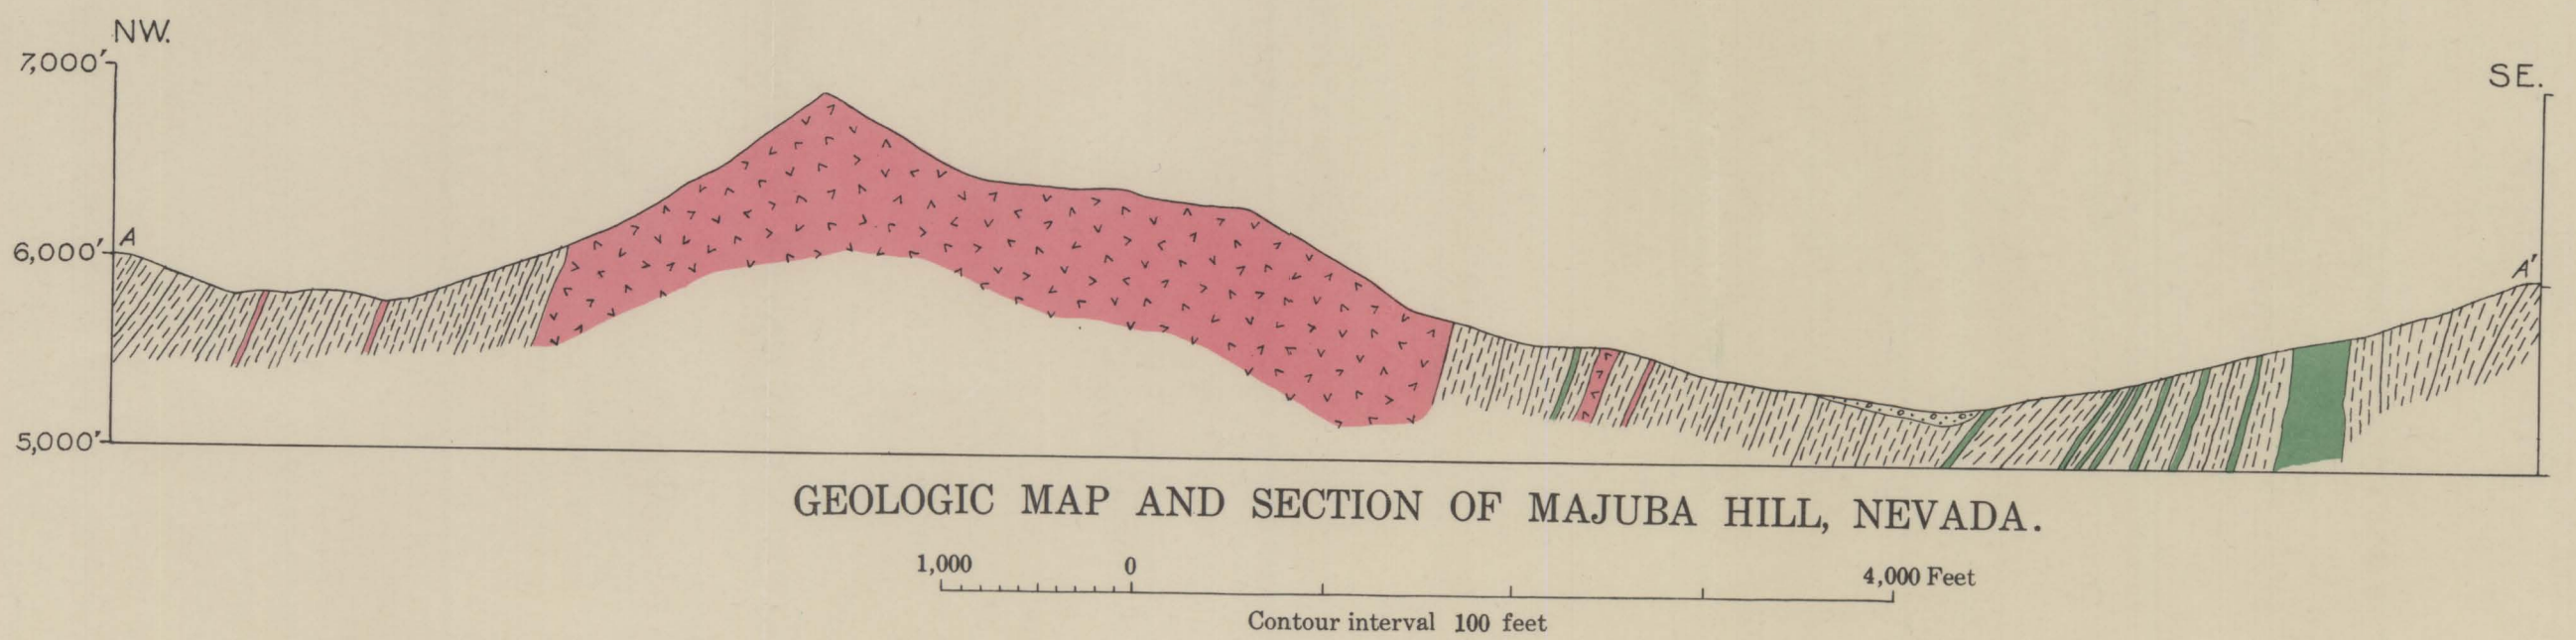 NW.
7,000'
SE.
A
6,000'
A'
5,000'
GEOLOGIC MAP AND SECTION OF MAJUBA HILL, NEVADA.
1,000 0 4,000 Feet
Contour interval 100 feet